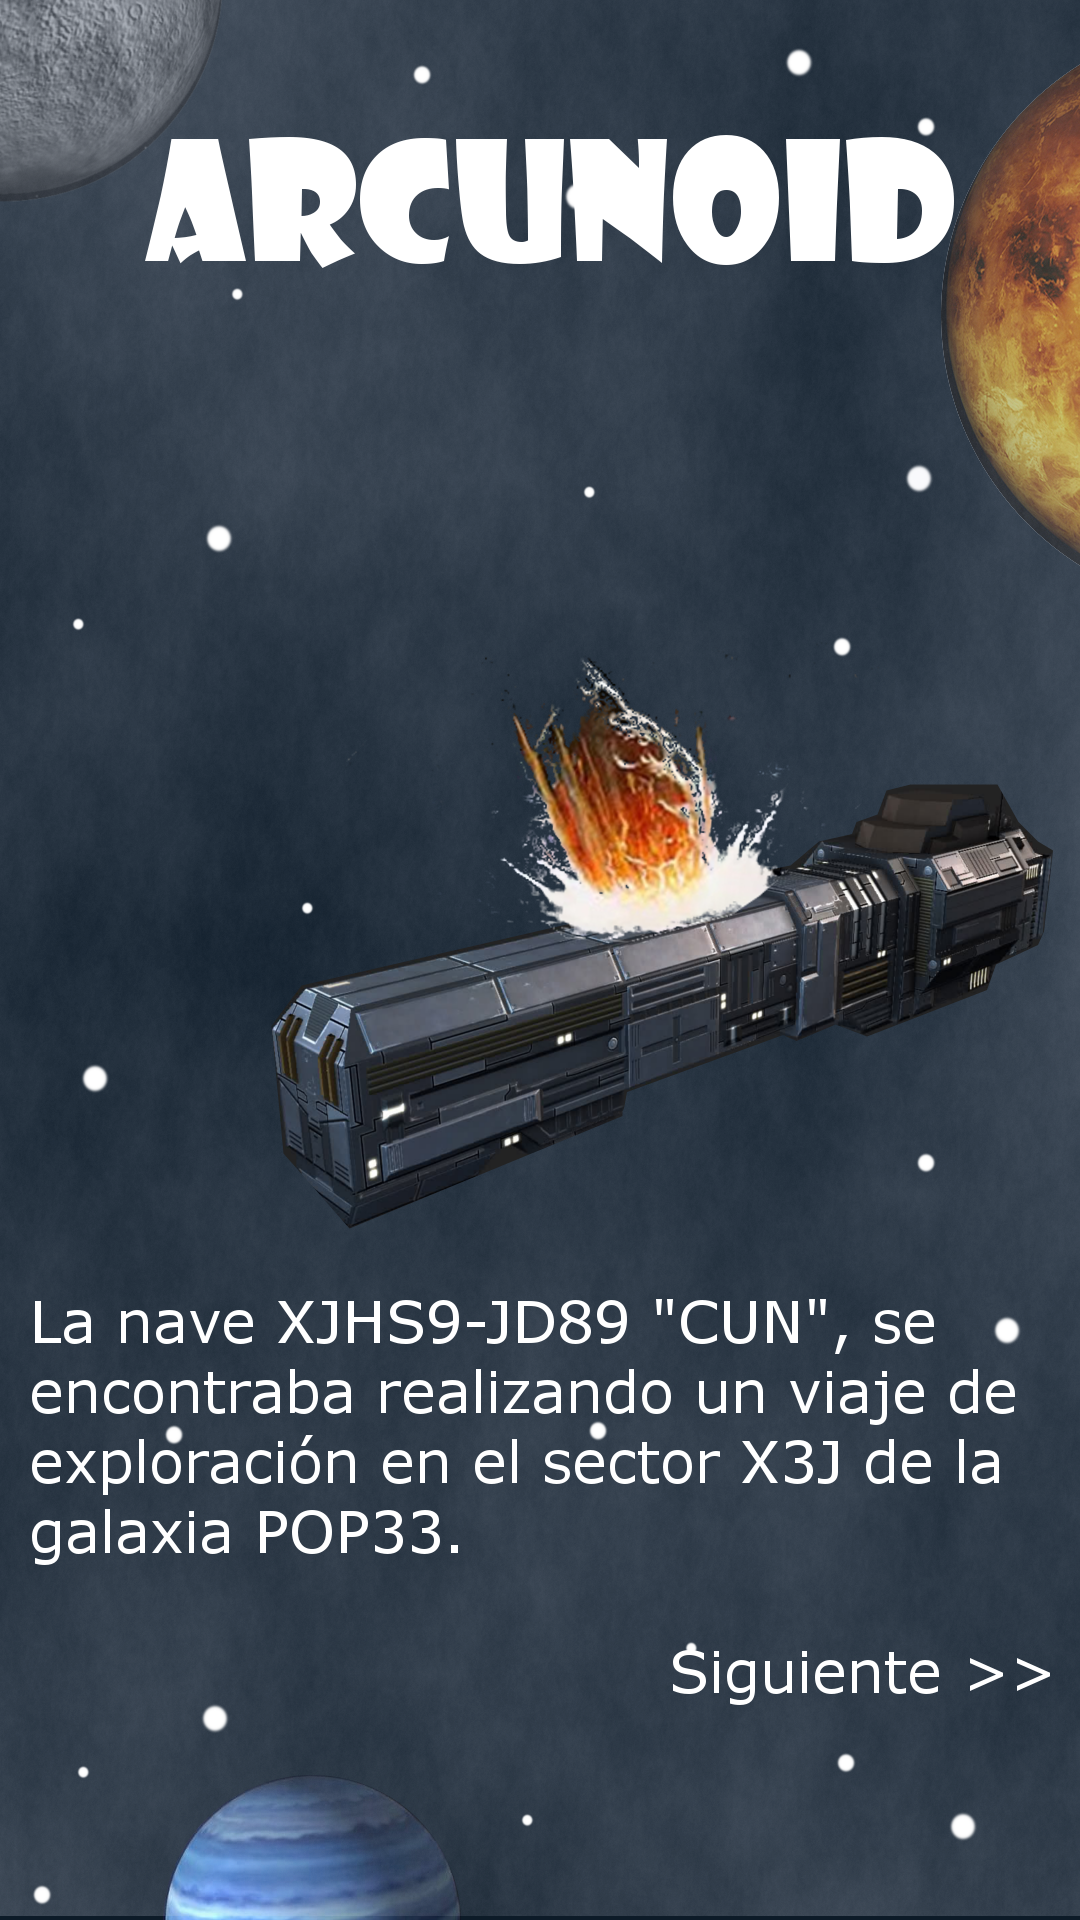 ARCUNOID
La nave XJHS9-JD89 "CUN", se
encontraba realizando un viaje de
exploración en el sector X3J de la
galaxia POP33.
Siguiente >>